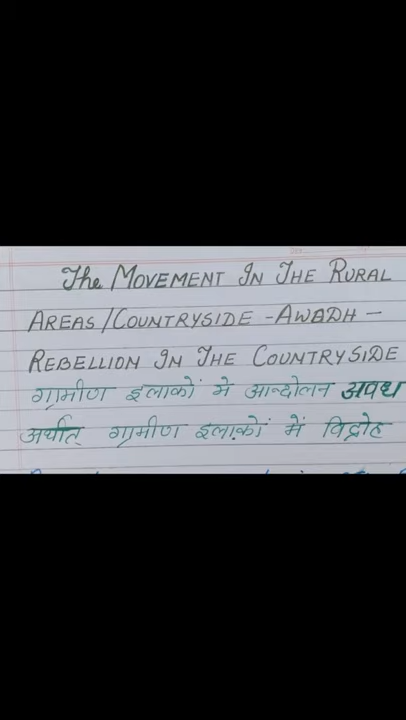 The MOVEMENT IN THE RURAL
AREAS/COUNTRYSIDE -AWADH -
REBELLION IN THE COUNTRYSIDE
ग्रामीण इलाकों मे आन्दोलन अवध
अर्थात् ग्रामीण इलाकों में विद्रोह